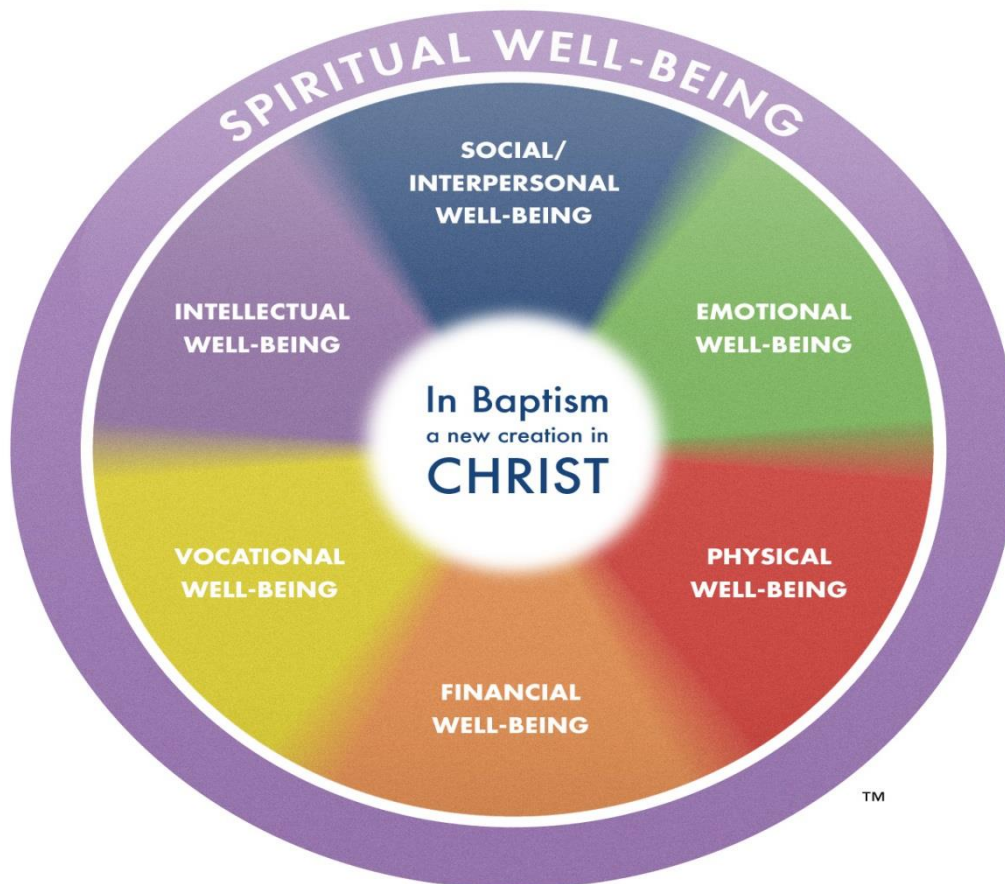 SPIRITUAL WELL-BEING
SOCIAL/
INTERPERSONAL
WELL-BEING
INTELLECTUAL
WELL-BEING
EMOTIONAL
WELL-BEING
In Baptism
a new creation in
CHRIST
VOCATIONAL
WELL-BEING
PHYSICAL
WELL-BEING
FINANCIAL
WELL-BEING
TM